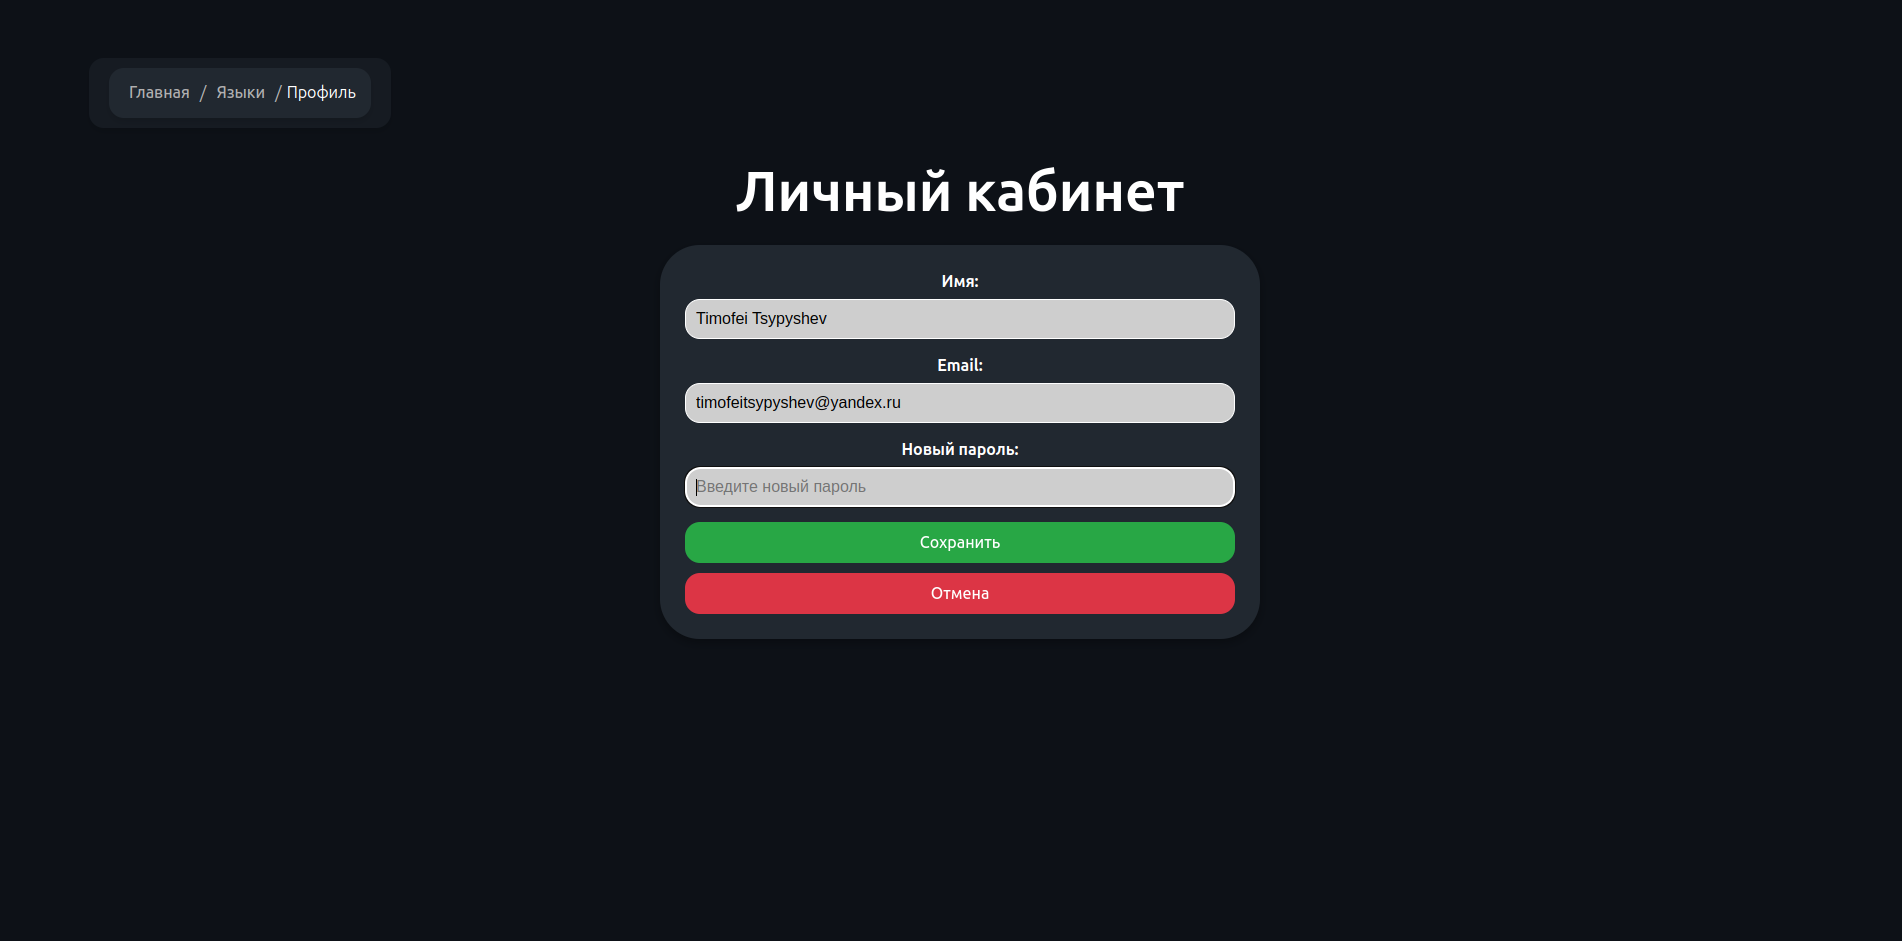 Главная / Языки / Профиль
Личный кабинет
Имя:
Timofei Tsypyshev
Email:
timofeitsypyshev@yandex.ru
Новый пароль:
Введите новый пароль
Сохранить
Отмена